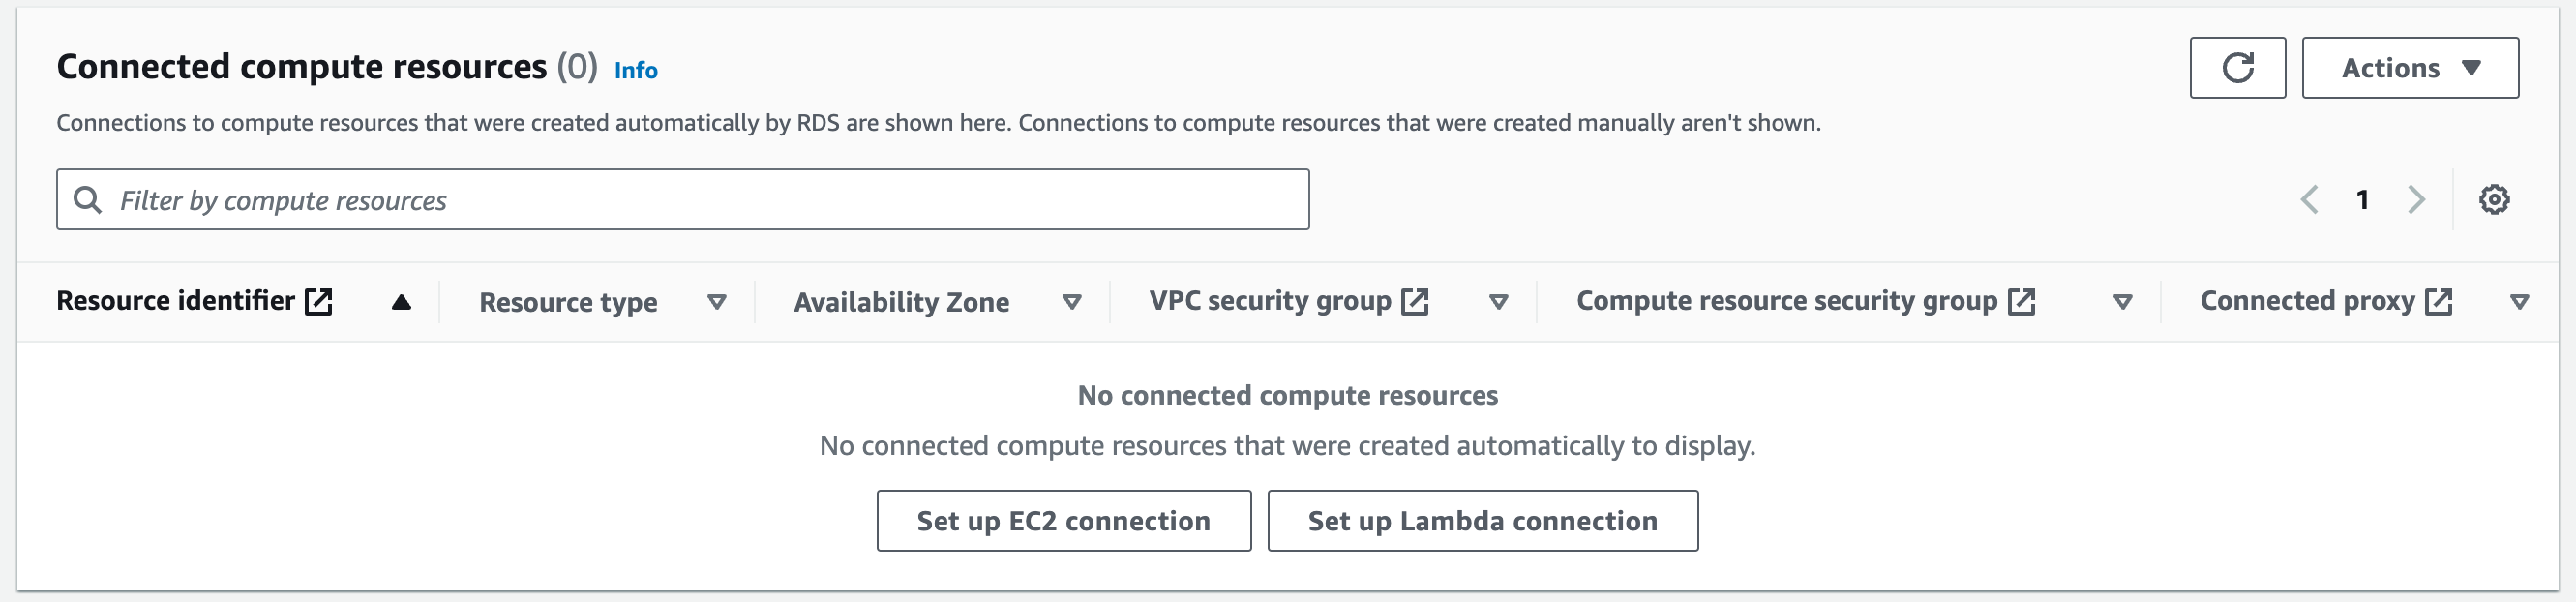 Connected compute resources (0) Info
Actions
Connections to compute resources that were created automatically by RDS are shown here. Connections to compute resources that were created manually aren't shown.
Filter by compute resources
1
Resource identifier Resource type Availability Zone VPC security group Compute resource security group Connected proxy
No connected compute resources
No connected compute resources that were created automatically to display.
Set up EC2 connection Set up Lambda connection